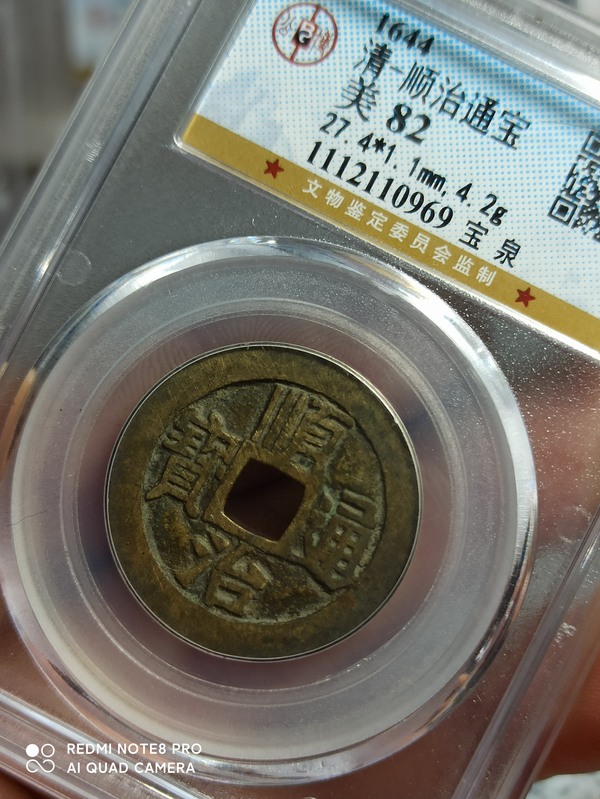 1644
清-顺治通宝
美 82
27.4*1.1mm,4.2g
1112110969 宝泉
文物鉴定委员会监制
順治通寶
REDMI NOTE8 PRO
AI QUAD CAMERA